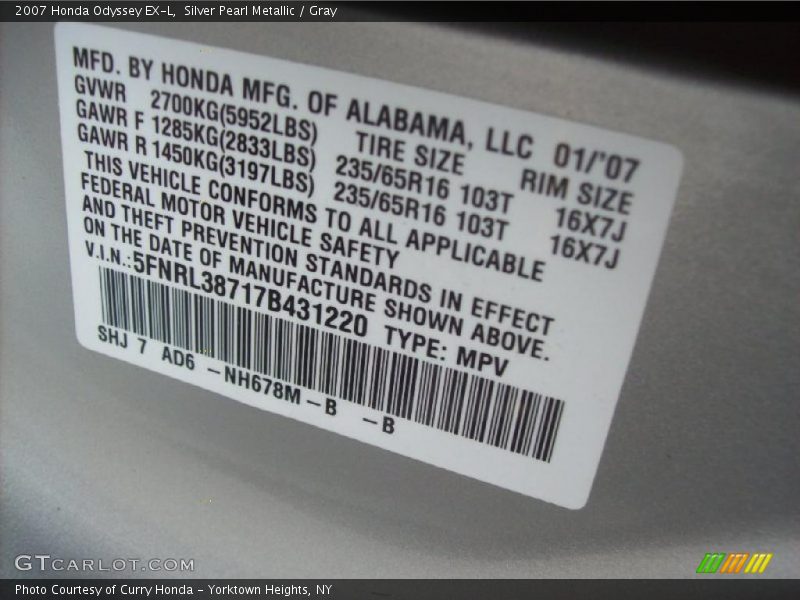 2007 Honda Odyssey EX-L, Silver Pearl Metallic / Gray
MFD. BY HONDA MFG. OF ALABAMA, LLC 01/'07
GVWR 2700KG(5952LBS) TIRE SIZE RIM SIZE
GAWR F 1285KG(2833LBS) 235/65R16 103T 16X7J
GAWR R 1450KG(3197LBS) 235/65R16 103T 16X7J
THIS VEHICLE CONFORMS TO ALL APPLICABLE
FEDERAL MOTOR VEHICLE SAFETY
AND THEFT PREVENTION STANDARDS IN EFFECT
ON THE DATE OF MANUFACTURE SHOWN ABOVE.
V.I.N.:5FNRL38717B431220 TYPE: MPV
SHJ 7 AD6 -NH678M-B -B
GTCARLOT.COM
Photo Courtesy of Curry Honda - Yorktown Heights, NY